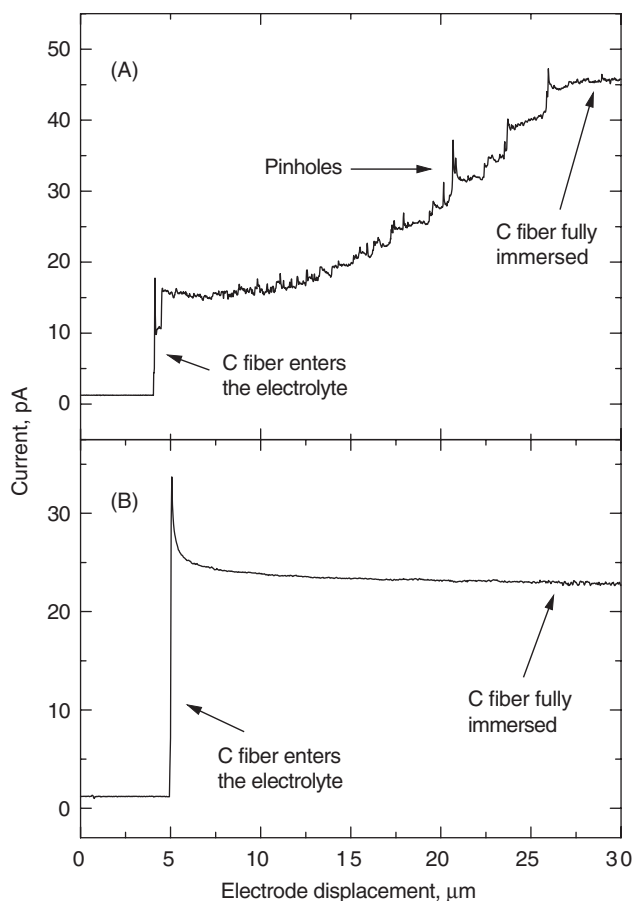 50
(A)
40
Pinholes
30
C fiber fully
immersed
20
10
C fiber enters
the electrolyte
0
Current, pA
(B)
30
20
C fiber fully
immersed
10
C fiber enters
the electrolyte
0
0 5 10 15 20 25 30
Electrode displacement, μm